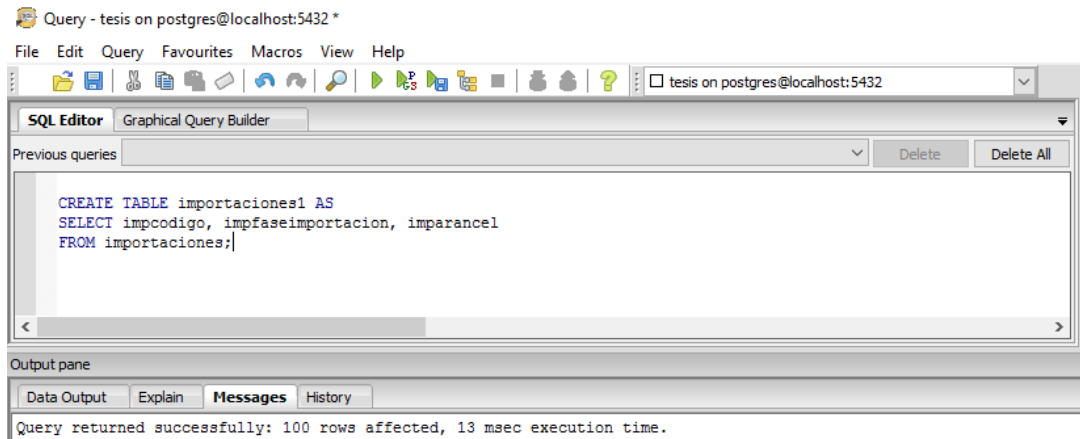 Query - tesis on postgres@localhost:5432 *
File Edit Query Favourites Macros View Help
tesis on postgres@localhost:5432
SQL Editor Graphical Query Builder
Previous queries Delete Delete All
CREATE TABLE importaciones1 AS
SELECT impcodigo, impfaseimportacion, imparancel
FROM importaciones;
Output pane
Data Output Explain Messages History
Query returned successfully: 100 rows affected, 13 msec execution time.